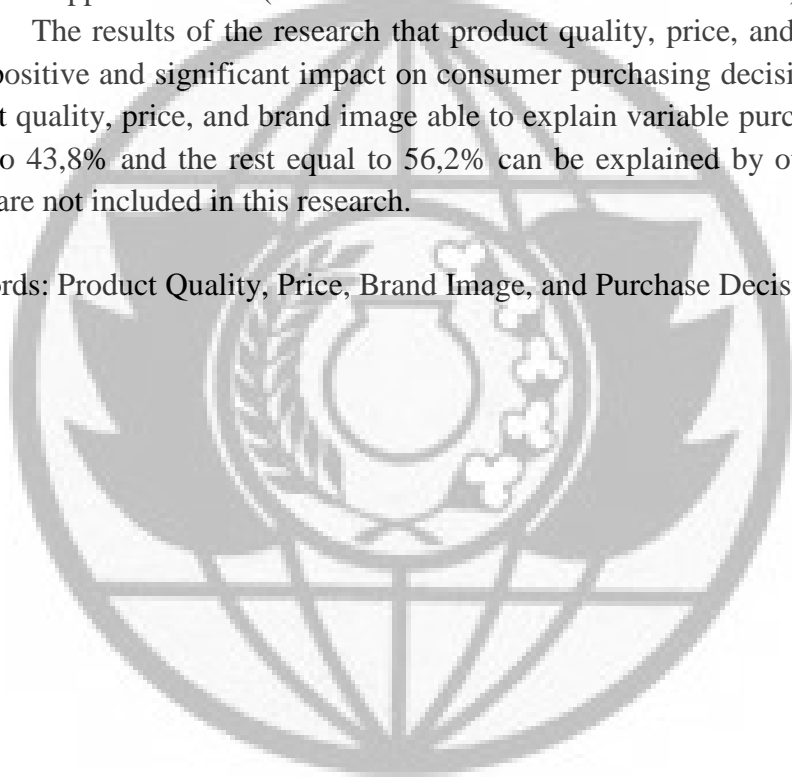 The results of the research that product quality, price, and
positive and significant impact on consumer purchasing decisi
t quality, price, and brand image able to explain variable purc
o 43,8% and the rest equal to 56,2% can be explained by o
are not included in this research.
rds: Product Quality, Price, Brand Image, and Purchase Decis